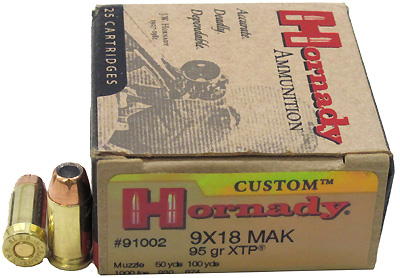 25 CARTRIDGES
Accurate.
Deadly.
Dependable.
Hornady
AMMUNITION
CUSTOM™
Hornady
#91002
9X18 MAK
95 gr XTP®
Muzzle 50 yds 100 yds